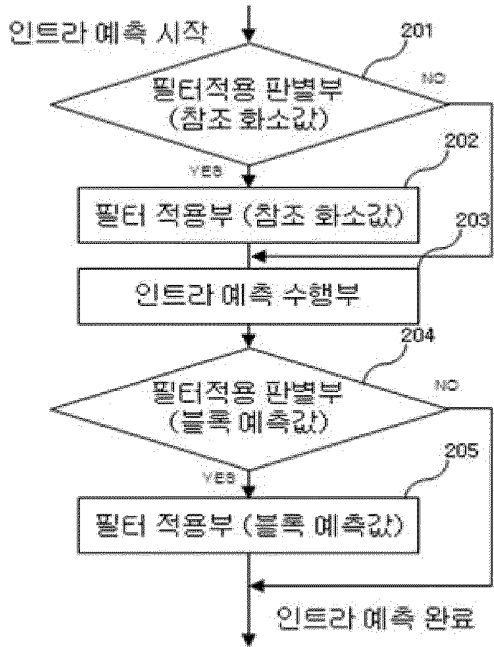 인트라 예측 시작
201
필터적용 판별부
(참조 화소값)
NO
YES
202
필터 적용부 (참조 화소값)
203
인트라 예측 수행부
204
필터적용 판별부
(블록 예측값)
NO
YES
205
필터 적용부 (블록 예측값)
인트라 예측 완료